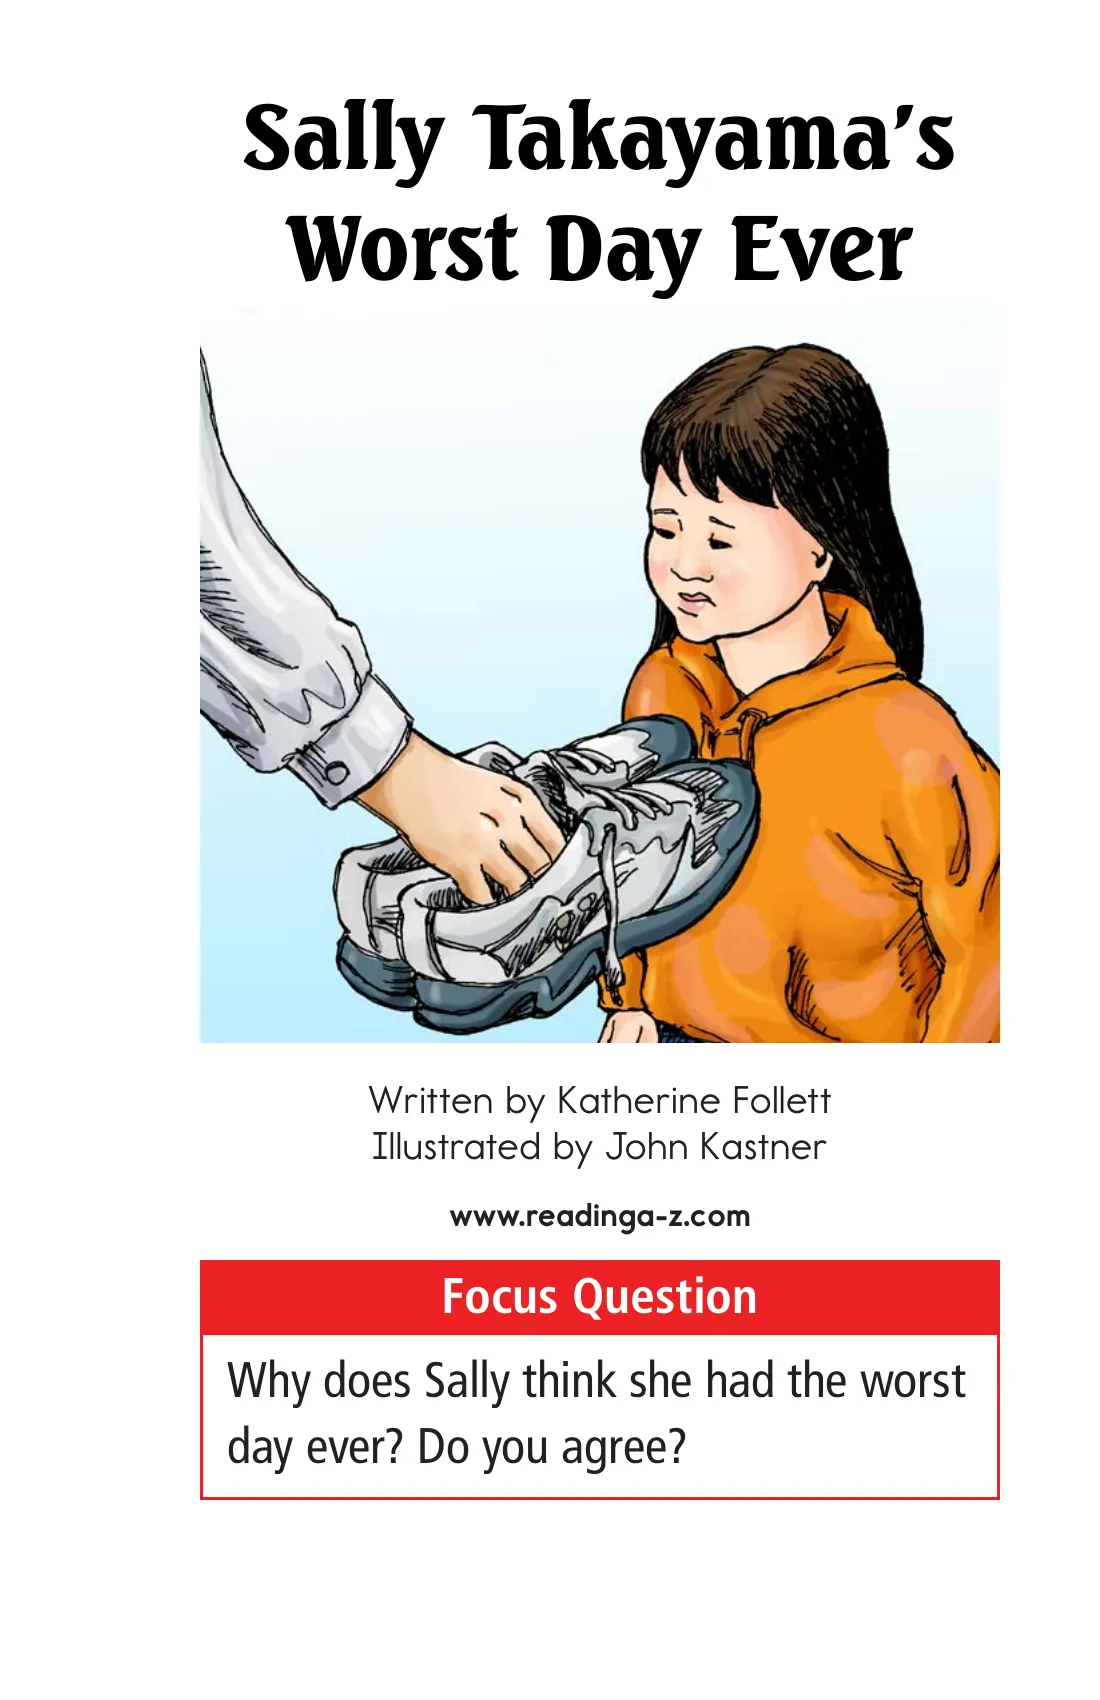 Sally Takayama’s
Worst Day Ever
Written by Katherine Follett
Illustrated by John Kastner
www.readinga-z.com
Focus Question
Why does Sally think she had the worst
day ever? Do you agree?